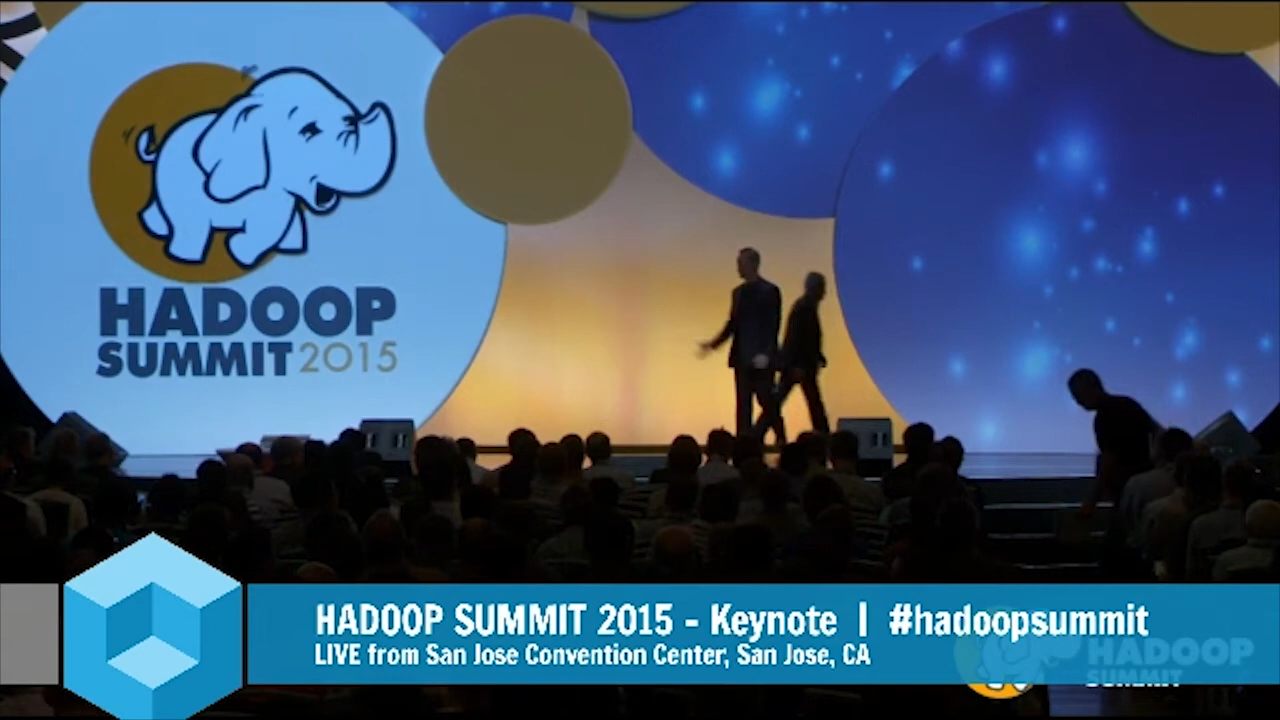 HADOOP
SUMMIT 2015
HADOOP SUMMIT 2015 - Keynote | #hadoopsummit
LIVE from San Jose Convention Center, San Jose, CA
HADOOP
SUMMIT